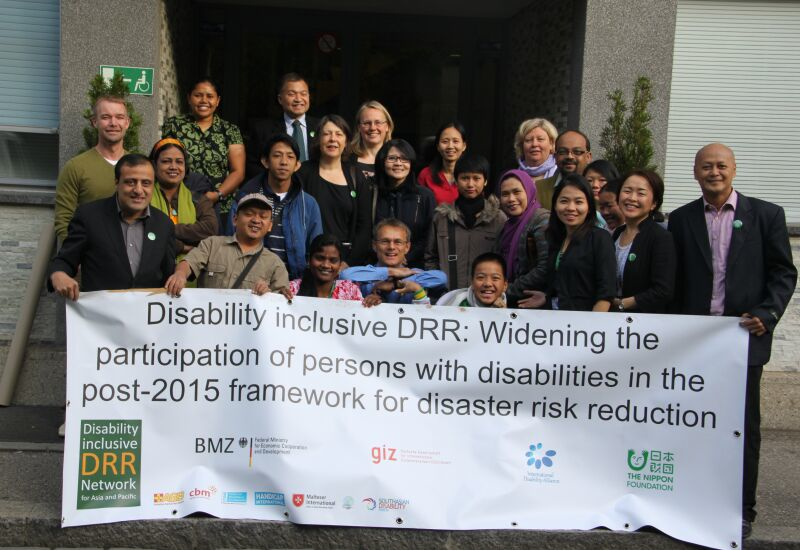 Disability inclusive DRR: Widening the
participation of persons with disabilities in the
post-2015 framework for disaster risk reduction
Disability
inclusive
DRR
Network
for Asia and Pacific
BMZ
Federal Ministry
for Economic Cooperation
and Development
giz
International
Disability Alliance
日本
財団
THE NIPPON
FOUNDATION
cbm
HANDICAP
INTERNATIONAL
Malteser
International
SOUTHASIAN
DISABILITY